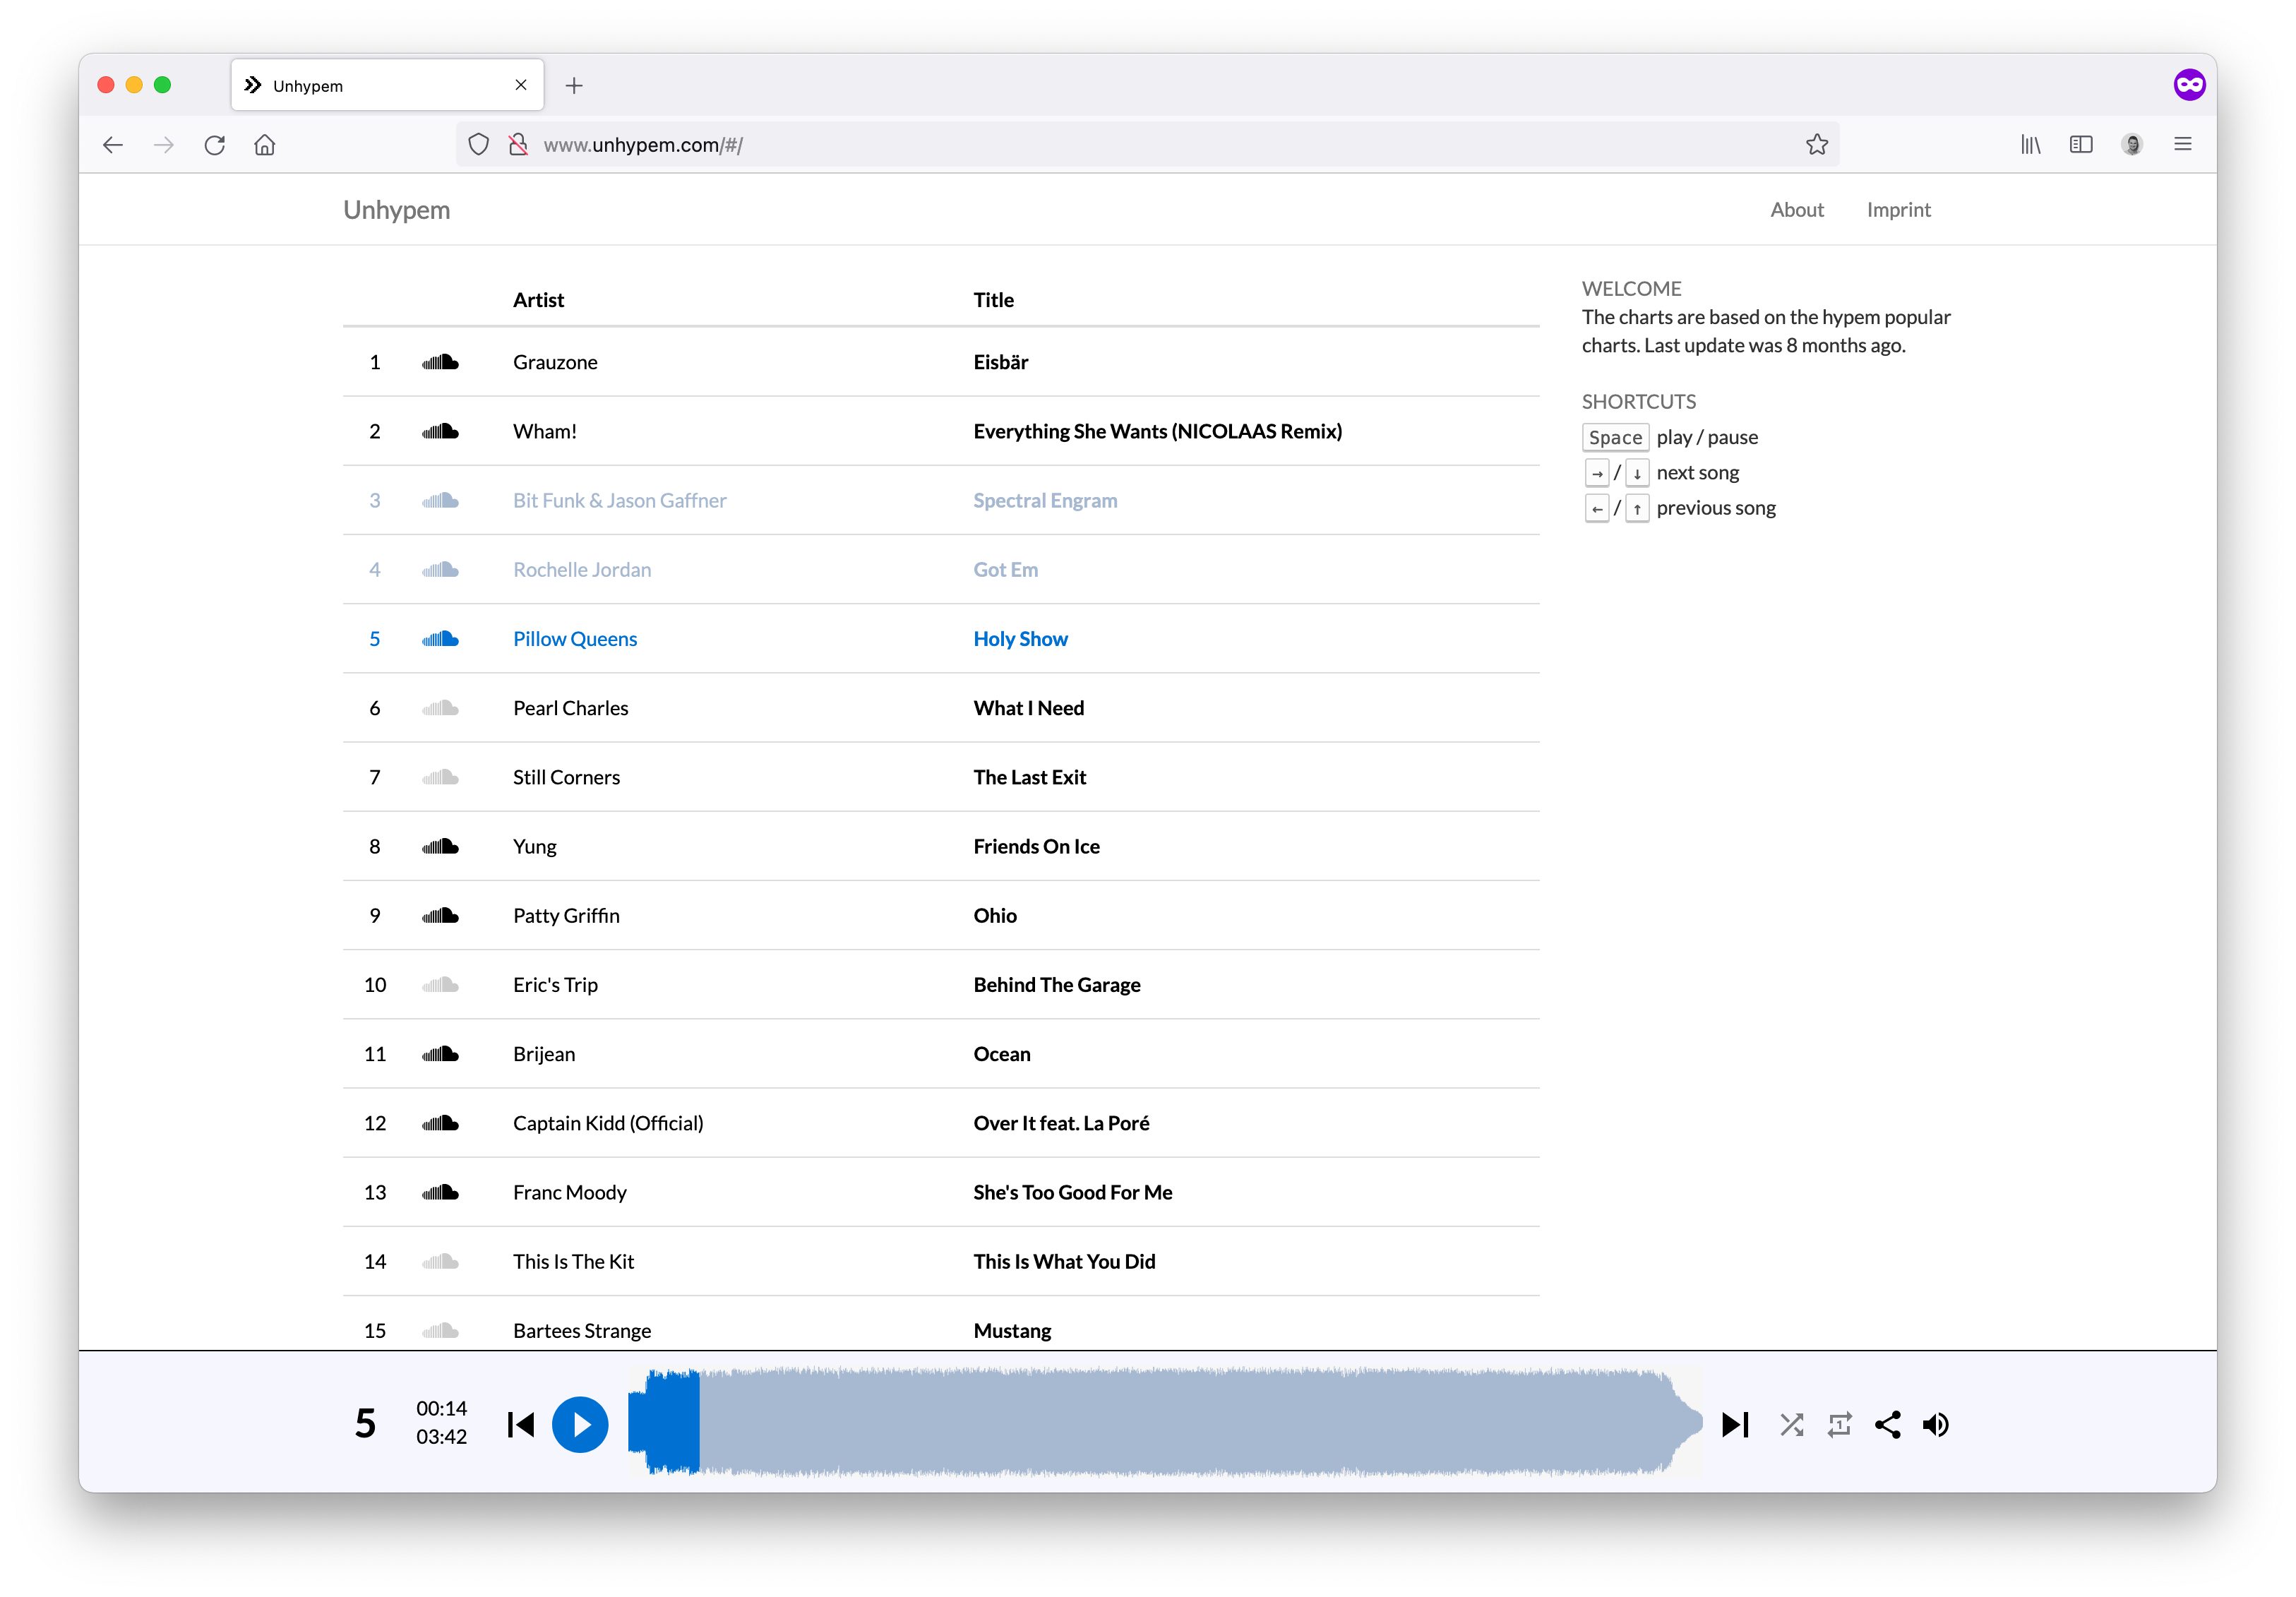 Unhypem
www.unhypem.com/#/
Unhypem
About Imprint
Artist Title
1 Grauzone Eisbär
2 Wham! Everything She Wants (NICOLAAS Remix)
3 Bit Funk & Jason Gaffner Spectral Engram
4 Rochelle Jordan Got Em
5 Pillow Queens Holy Show
6 Pearl Charles What I Need
7 Still Corners The Last Exit
8 Yung Friends On Ice
9 Patty Griffin Ohio
10 Eric's Trip Behind The Garage
11 Brijean Ocean
12 Captain Kidd (Official) Over It feat. La Poré
13 Franc Moody She's Too Good For Me
14 This Is The Kit This Is What You Did
15 Bartees Strange Mustang
WELCOME
The charts are based on the hypem popular
charts. Last update was 8 months ago.
SHORTCUTS
Space play / pause
→ / ↓ next song
← / ↑ previous song
5
00:14
03:42
1